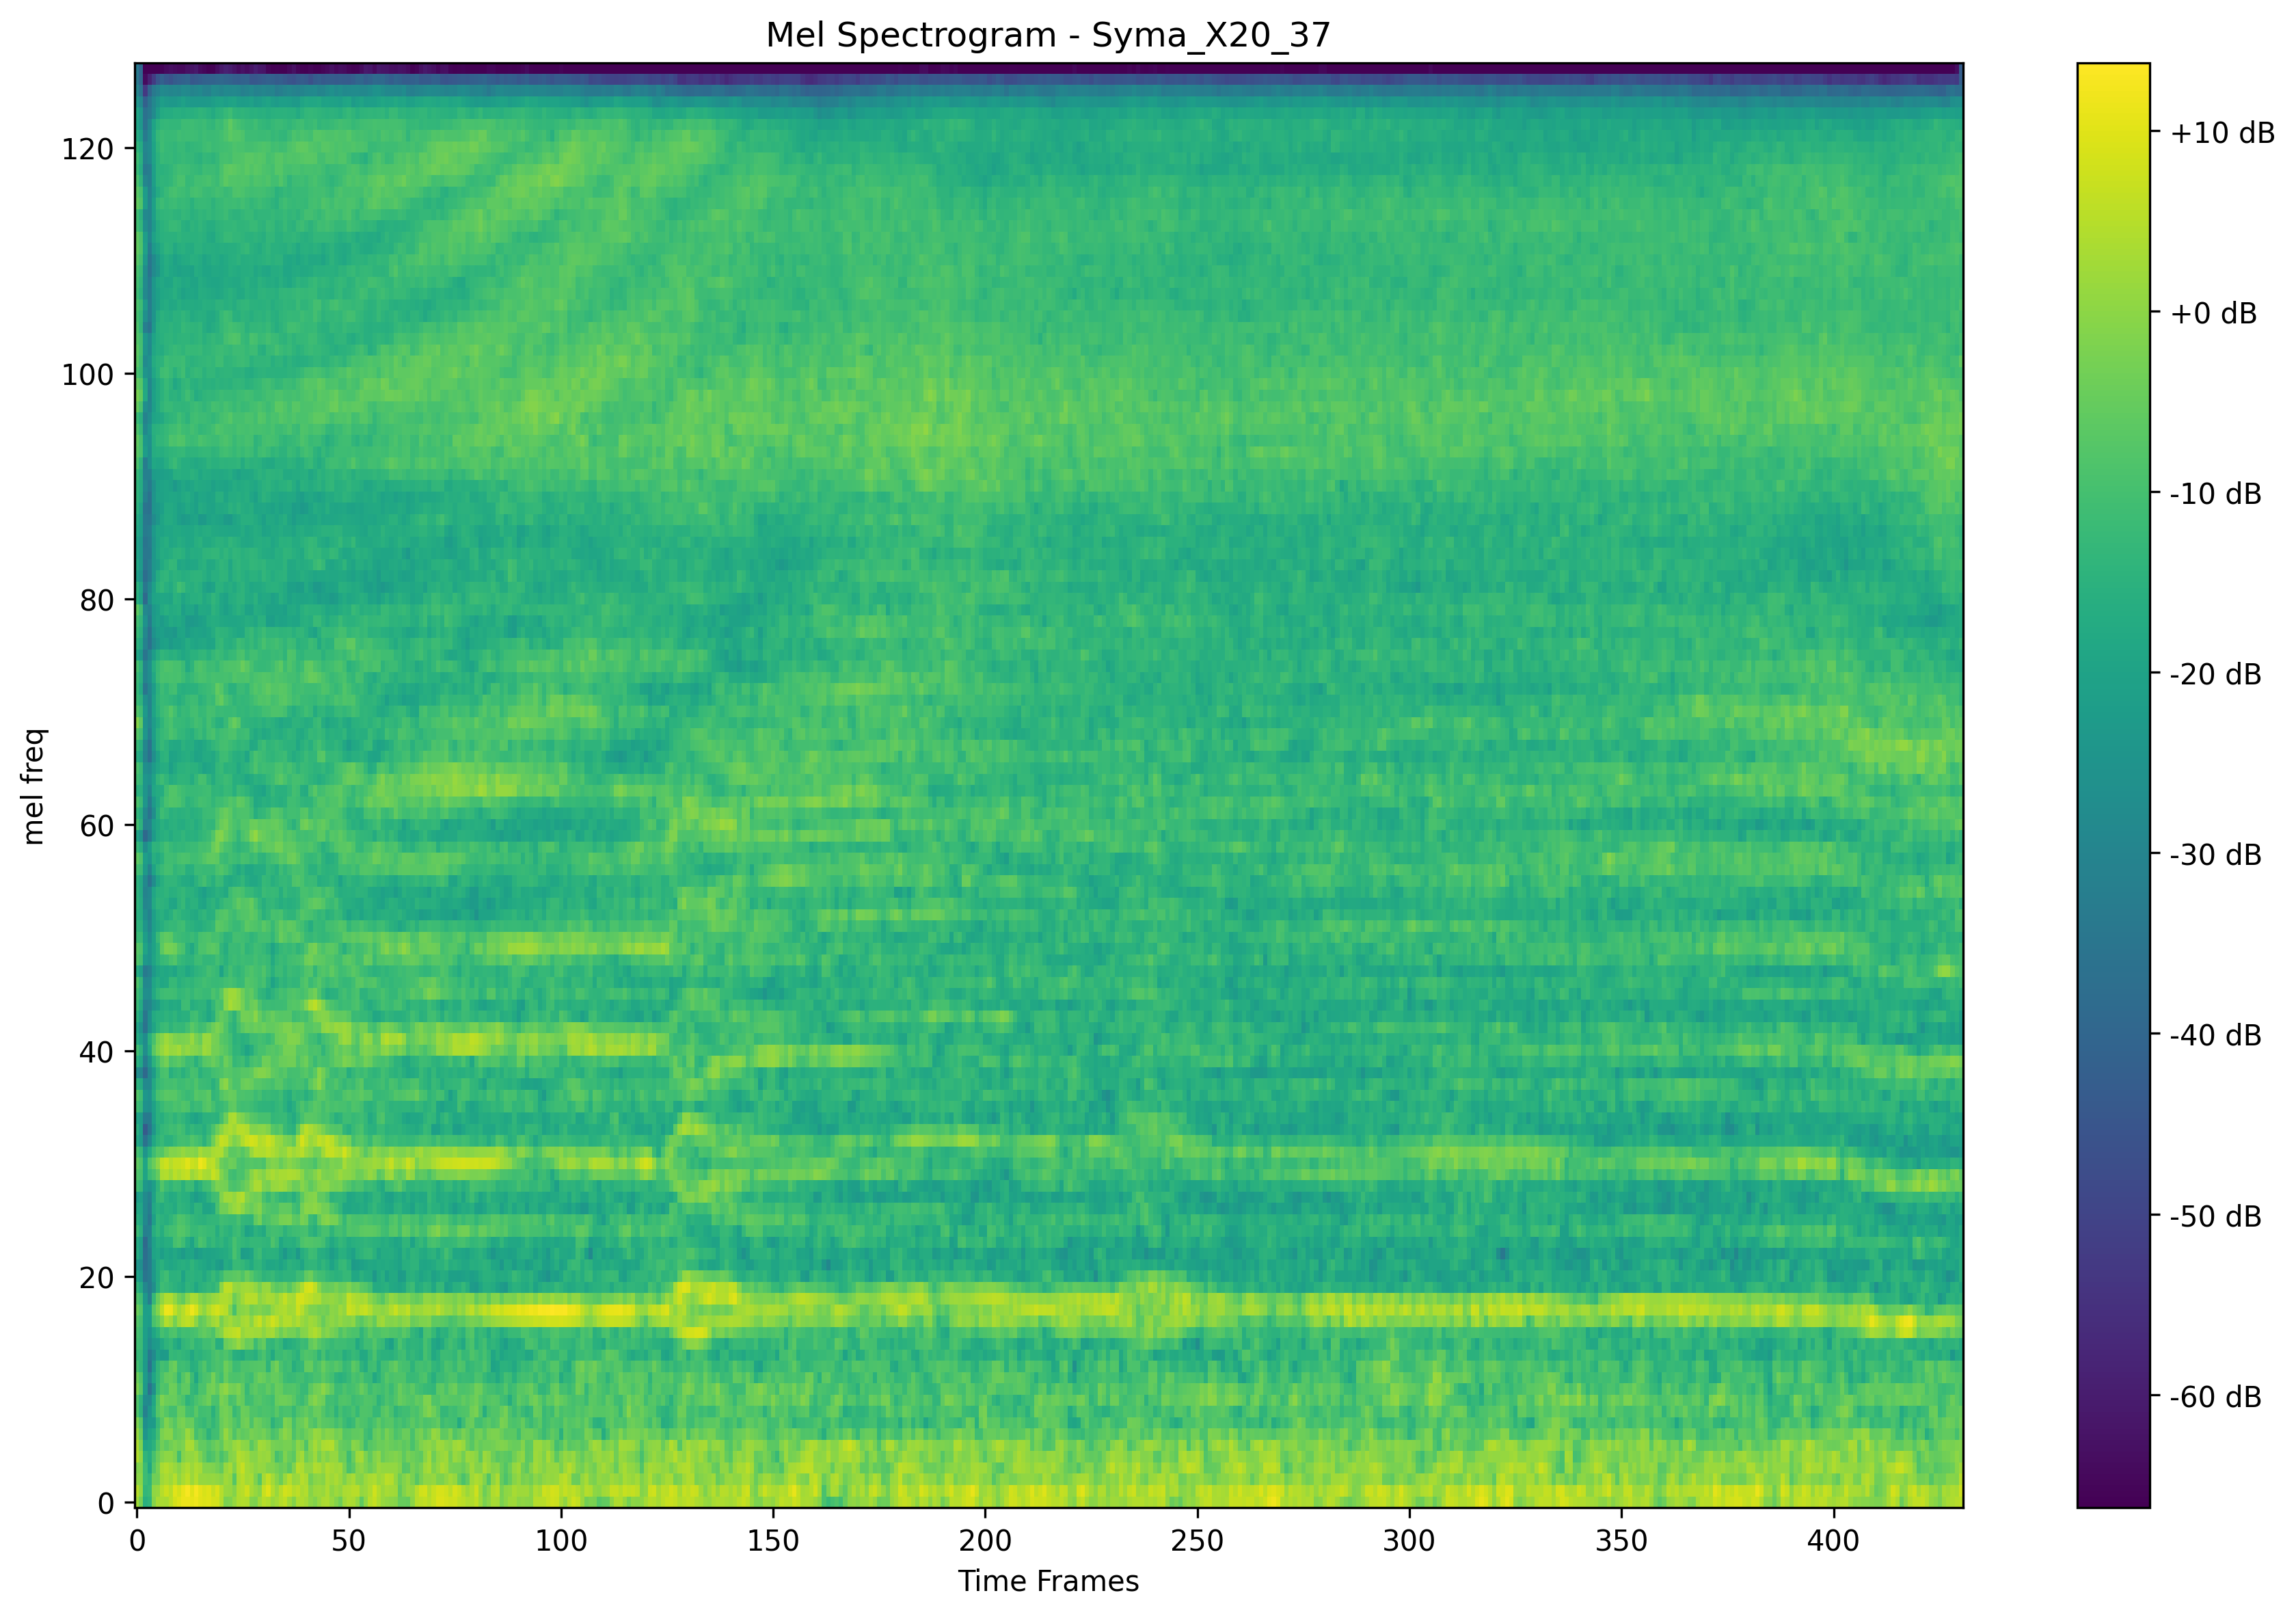 Mel Spectrogram - Syma_X20_37
mel freq
120
100
80
60
40
20
0
0 50 100 150 200 250 300 350 400
Time Frames
+10 dB
+0 dB
-10 dB
-20 dB
-30 dB
-40 dB
-50 dB
-60 dB